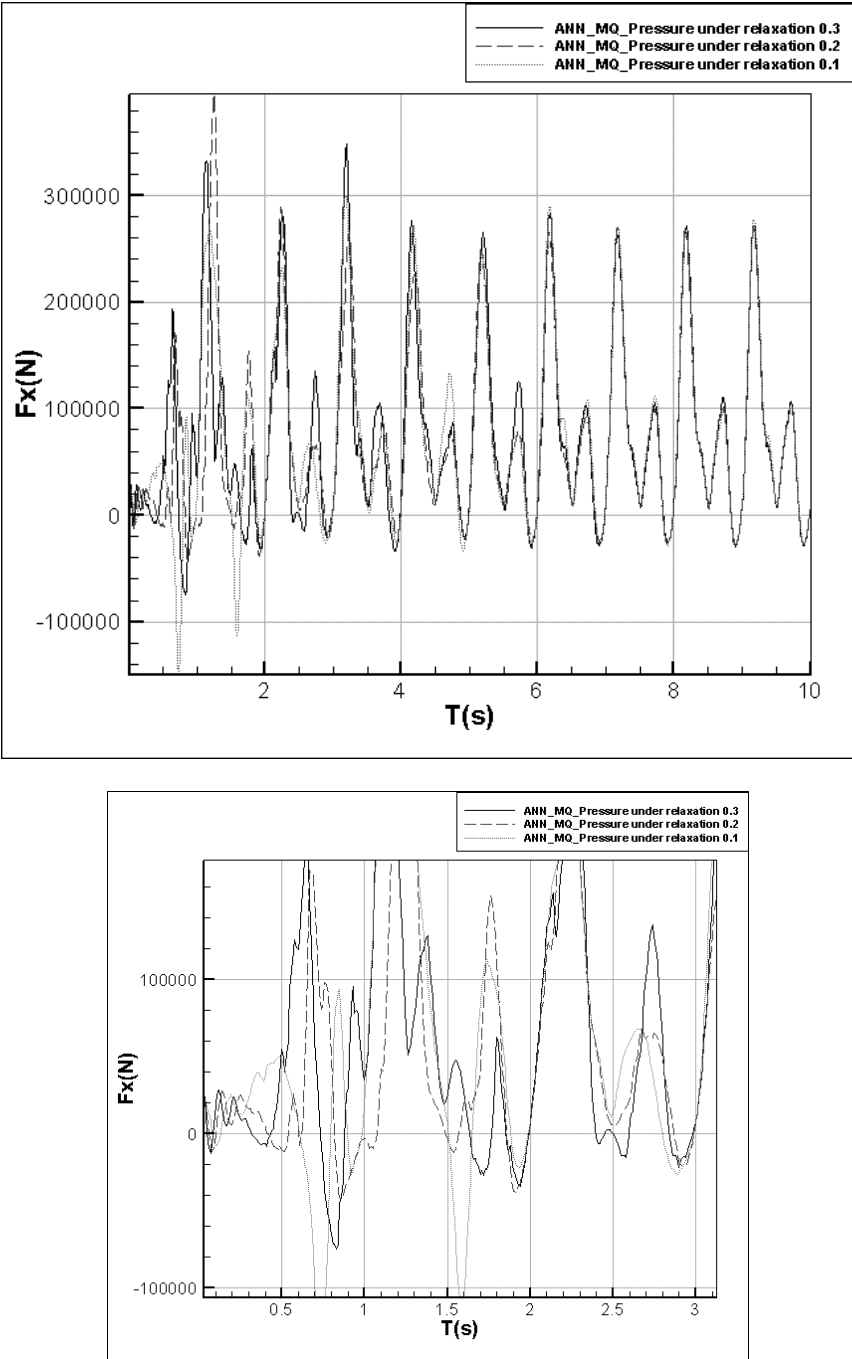 ANN_MQ_Pressure under relaxation 0.3
ANN_MQ_Pressure under relaxation 0.2
ANN_MQ_Pressure under relaxation 0.1
300000
200000
100000
0
-100000
Fx(N)
2
4
6
8
10
T(s)
ANN_MQ_Pressure under relaxation 0.3
ANN_MQ_Pressure under relaxation 0.2
ANN_MQ_Pressure under relaxation 0.1
100000
0
-100000
Fx(N)
0.5
1
1.5
2
2.5
3
T(s)